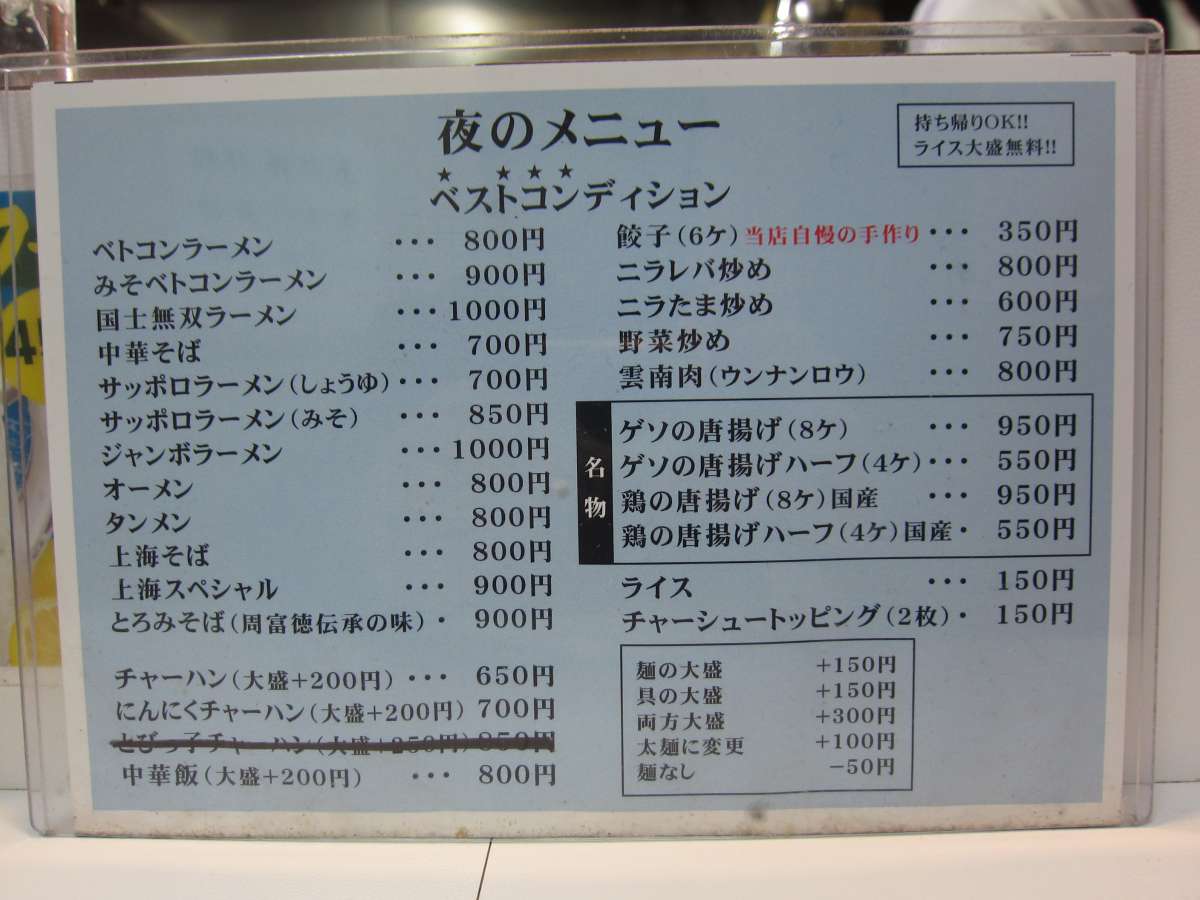 夜のメニュー
★ ★★★
ベストコンディション
持ち帰りOK!!
ライス大盛無料!!
ベトコンラーメン ・・・ 800円
みそベトコンラーメン ・・・ 900円
国士無双ラーメン ・・・ 1000円
中華そば ・・・ 700円
サッポロラーメン(しょうゆ)・・・ 700円
サッポロラーメン(みそ) ・・・ 850円
ジャンボラーメン ・・・ 1000円
オーメン ・・・ 800円
タンメン ・・・ 800円
上海そば ・・・ 800円
上海スペシャル ・・・ 900円
とろみそば(周富徳伝承の味)・ 900円
チャーハン(大盛+200円) ・・・ 650円
にんにくチャーハン(大盛+200円) 700円
とびっ子チャーハン(大盛+250円) 850円
中華飯(大盛+200円) ・・・ 800円
餃子(6ケ)当店自慢の手作り・・・ 350円
ニラレバ炒め ・・・ 800円
ニラたま炒め ・・・ 600円
野菜炒め ・・・ 750円
雲南肉(ウンナンロウ) ・・・ 800円
名物
ゲソの唐揚げ(8ケ) ・・・ 950円
ゲソの唐揚げハーフ(4ケ)・・・ 550円
鶏の唐揚げ(8ケ)国産 ・・・ 950円
鶏の唐揚げハーフ(4ケ)国産・ 550円
ライス ・・・ 150円
チャーシュートッピング(2枚)・ 150円
麺の大盛 +150円
具の大盛 +150円
両方大盛 +300円
太麺に変更 +100円
麺なし −50円